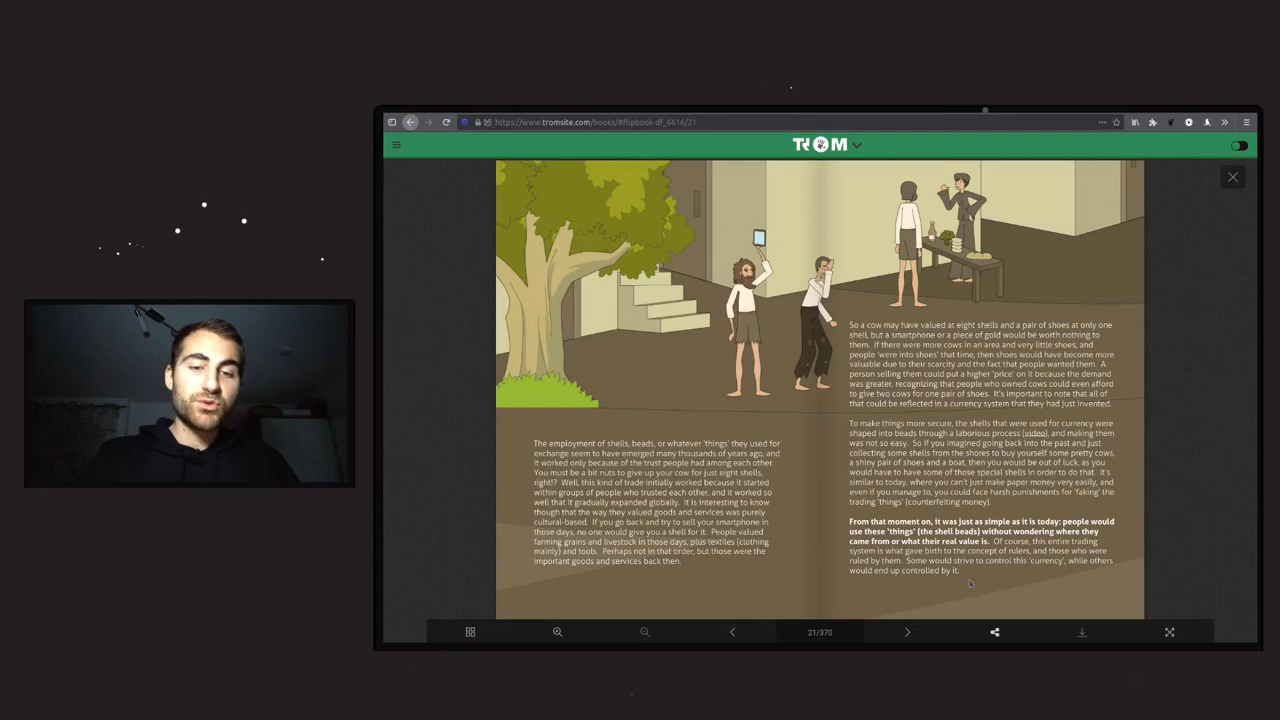 https://www.tromsite.com/books/#flipbook-df_6616/21
TROM
The employment of shells, beads, or whatever 'things' they used for
exchange seem to have emerged many thousands of years ago, and
it worked only because of the trust people had among each other.
You must be a bit nuts to give up your cow for just eight shells,
right!?  Well, this kind of trade initially worked because it started
within groups of people who trusted each other, and it worked so
well that it gradually expanded globally.  It is interesting to know
though that the way they valued goods and services was purely
cultural-based.  If you go back and try to sell your smartphone in
those days, no one would give you a shell for it.  People valued
farming grains and livestock in those days, plus textiles (clothing
mainly) and tools.  Perhaps not in that order, but those were the
important goods and services back then.
So a cow may have valued at eight shells and a pair of shoes at only one
shell, but a smartphone or a piece of gold would be worth nothing to
them.  If there were more cows in an area and very little shoes, and
people 'were into shoes' that time, then shoes would have become more
valuable due to their scarcity and the fact that people wanted them.  A
person selling them could put a higher 'price' on it because the demand
was greater, recognizing that people who owned cows could even afford
to give two cows for one pair of shoes.  It's important to note that all of
that could be reflected in a currency system that they had just invented.
To make things more secure, the shells that were used for currency were
shaped into beads through a laborious process (video), and making them
was not so easy.  So if you imagined going back into the past and just
collecting some shells from the shores to buy yourself some pretty cows,
a shiny pair of shoes and a boat, then you would be out of luck, as you
would have to have some of those special shells in order to do that.  It's
similar to today, where you can't just make paper money very easily, and
even if you manage to, you could face harsh punishments for 'faking' the
trading 'things' (counterfeiting money).
From that moment on, it was just as simple as it is today: people would
use these 'things' (the shell beads) without wondering where they
came from or what their real value is.  Of course, this entire trading
system is what gave birth to the concept of rulers, and those who were
ruled by them.  Some would strive to control this 'currency', while others
would end up controlled by it.
21/370